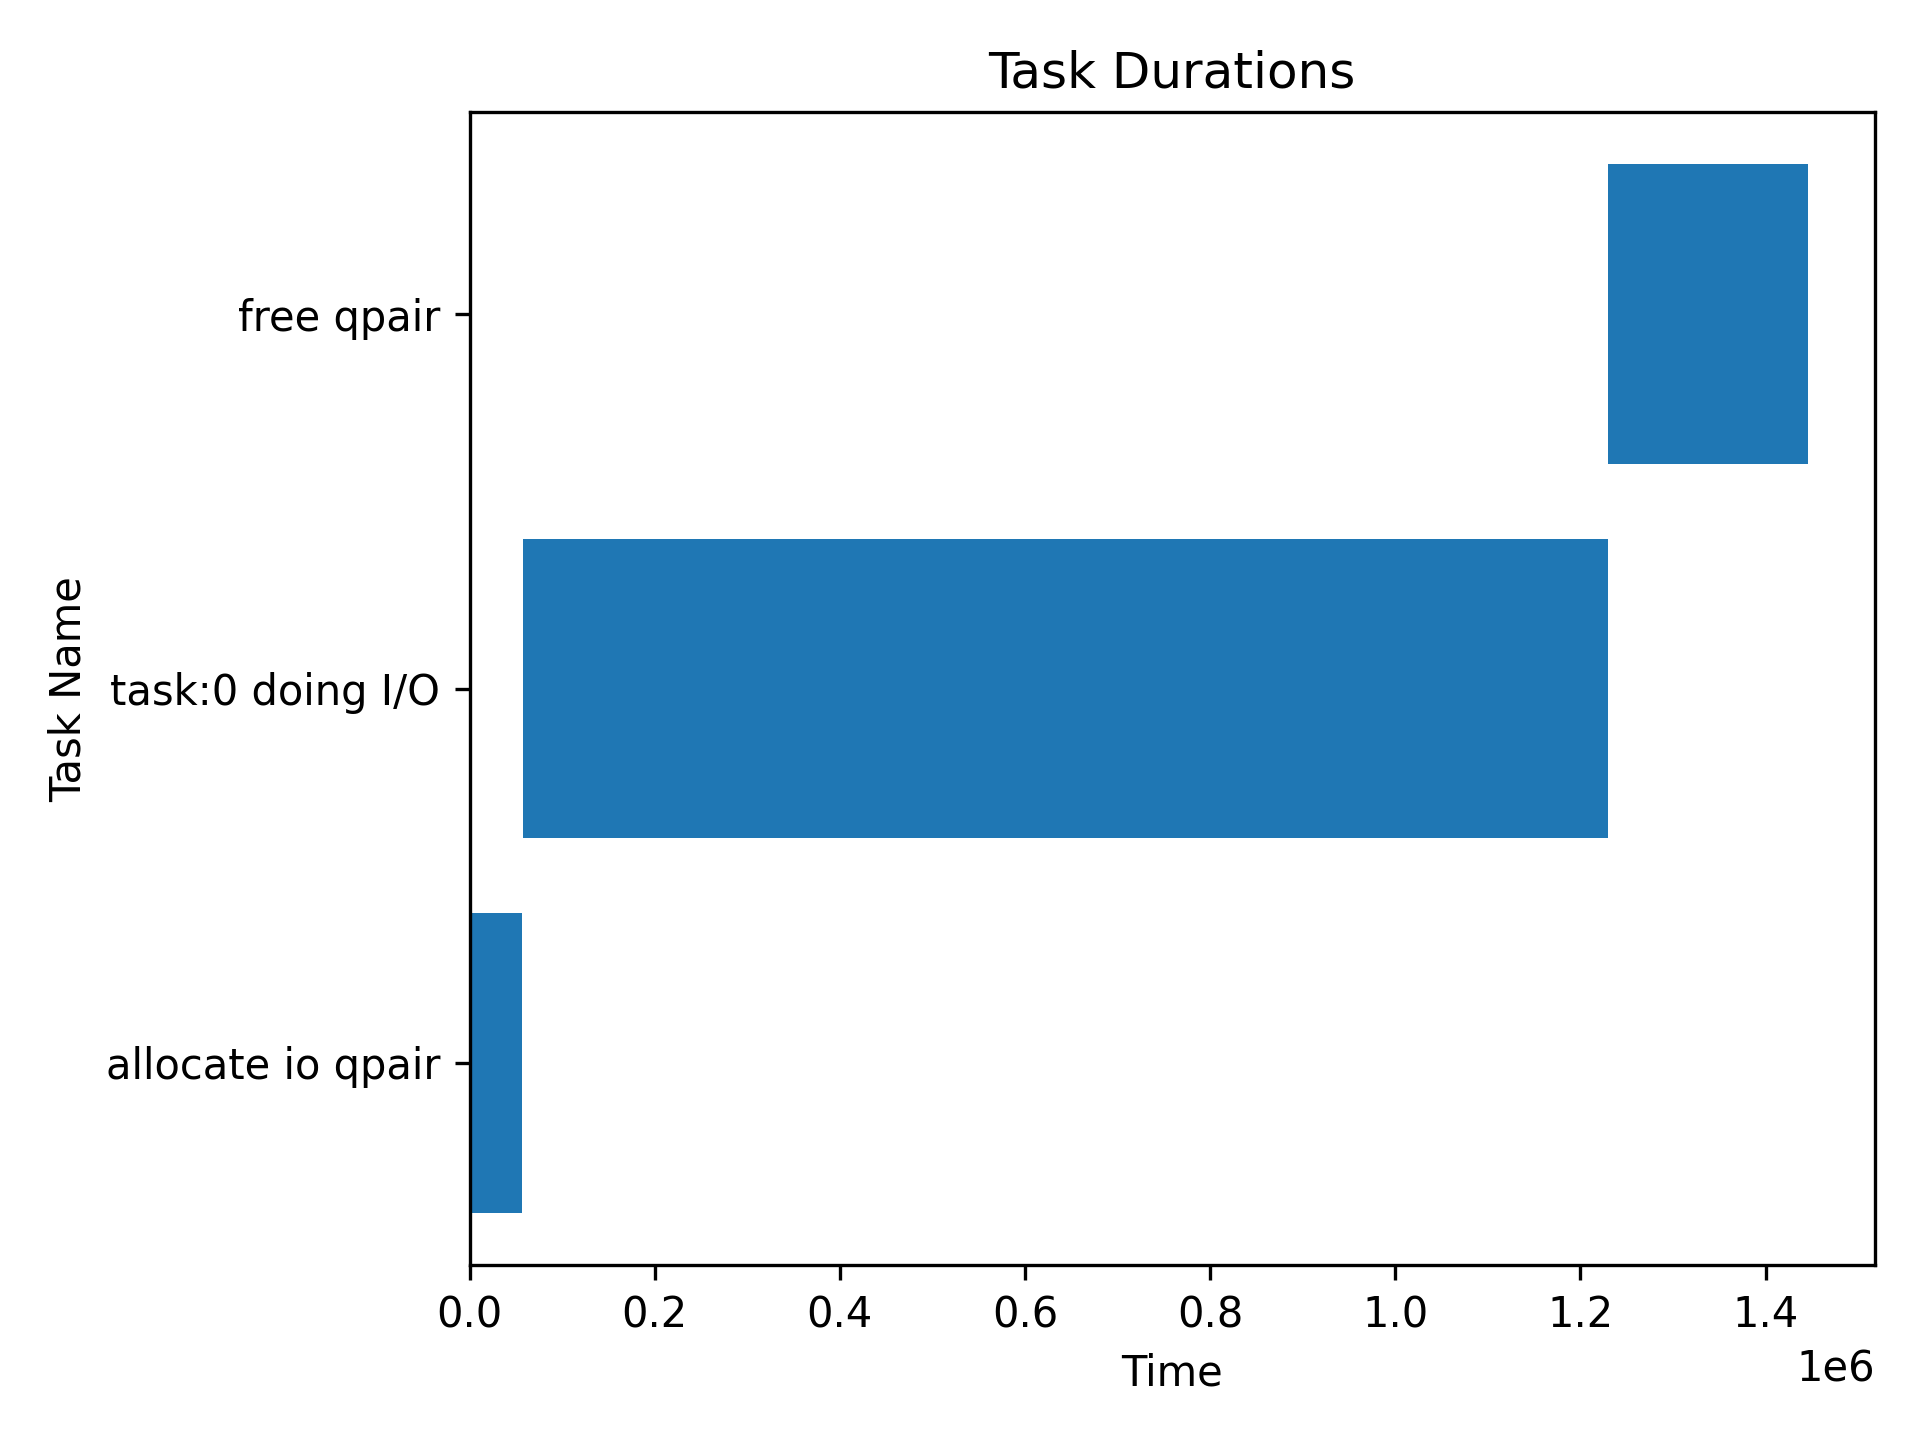 Task Durations
free qpair
task:0 doing I/O
allocate io qpair
Task Name
0.0 0.2 0.4 0.6 0.8 1.0 1.2 1.4
1e6
Time